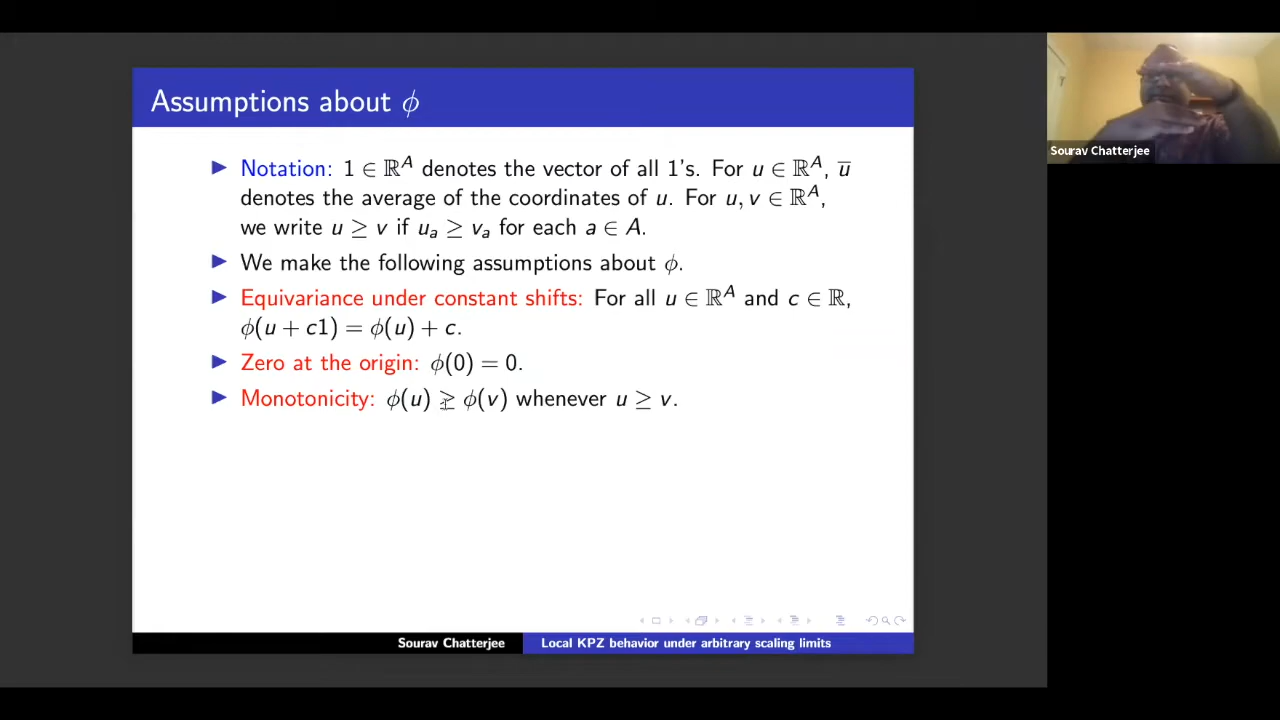 Assumptions about ϕ
Notation: 1 ∈ ℝ^A denotes the vector of all 1's. For u ∈ ℝ^A, u̅
denotes the average of the coordinates of u. For u, v ∈ ℝ^A,
we write u ≥ v if u_a ≥ v_a for each a ∈ A.
We make the following assumptions about ϕ.
Equivariance under constant shifts: For all u ∈ ℝ^A and c ∈ ℝ,
ϕ(u + c1) = ϕ(u) + c.
Zero at the origin: ϕ(0) = 0.
Monotonicity: ϕ(u) ≥ ϕ(v) whenever u ≥ v.
Sourav Chatterjee
Local KPZ behavior under arbitrary scaling limits
Sourav Chatterjee